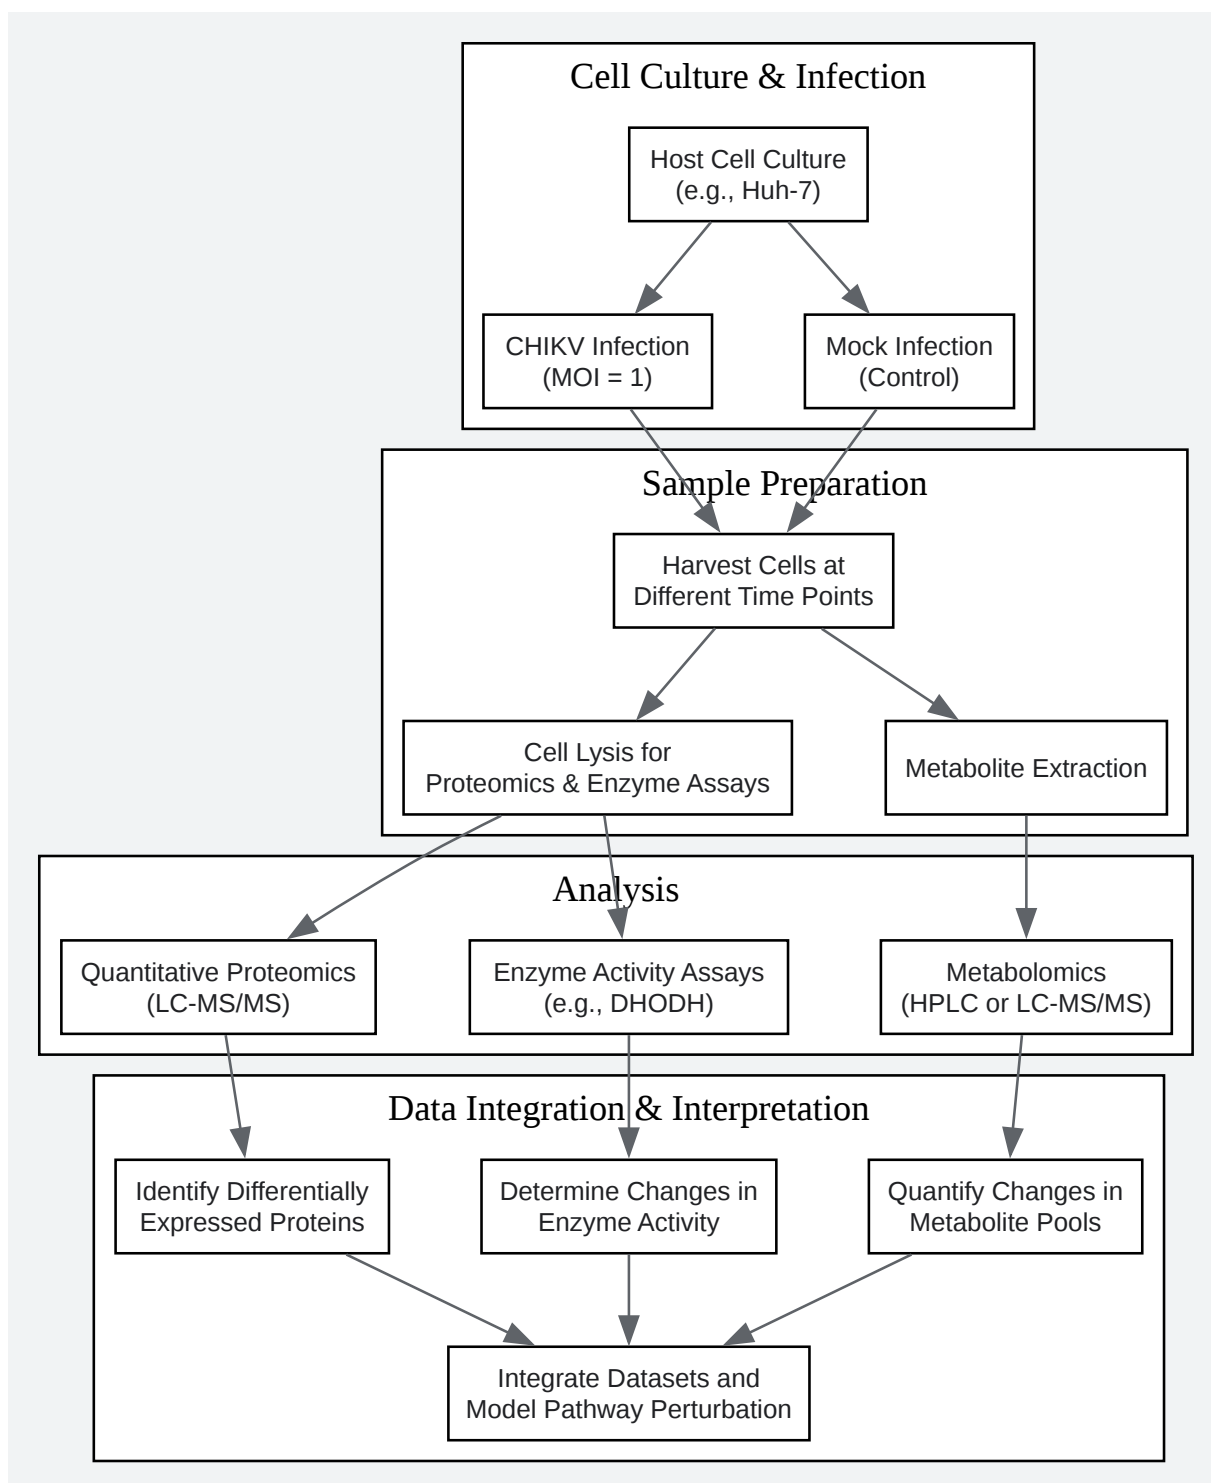 Cell Culture & Infection
Host Cell Culture
(e.g., Huh-7)
CHIKV Infection
(MOI = 1)
Mock Infection
(Control)
Sample Preparation
Harvest Cells at
Different Time Points
Cell Lysis for
Proteomics & Enzyme Assays
Metabolite Extraction
Analysis
Quantitative Proteomics
(LC-MS/MS)
Enzyme Activity Assays
(e.g., DHODH)
Metabolomics
(HPLC or LC-MS/MS)
Data Integration & Interpretation
Identify Differentially
Expressed Proteins
Determine Changes in
Enzyme Activity
Quantify Changes in
Metabolite Pools
Integrate Datasets and
Model Pathway Perturbation